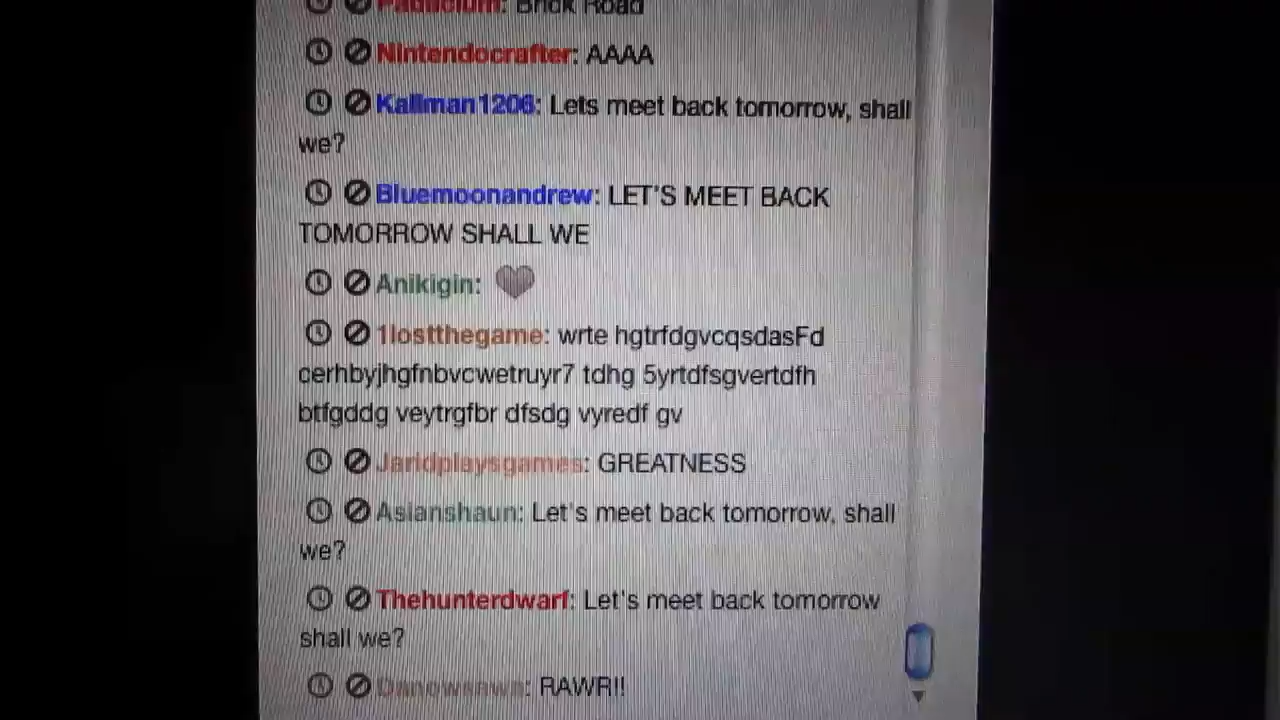 Brick Road
Nintendocrafter: AAAA
Kallman1206: Lets meet back tomorrow, shall
we?
Bluemoonandrew: LET'S MEET BACK
TOMORROW SHALL WE
Anikigin:
1lostthegame: wrte hgtrfdgvcqsdasFd
cerhbyjhgfnbvcwetruyr7 tdhg 5yrtdfsgvertdfh
btfgddg veytrgfbr dfsdg vyredf gv
Jaridplaysgames: GREATNESS
Asianshaun: Let's meet back tomorrow, shall
we?
Thehunterdwarf: Let's meet back tomorrow
shall we?
RAWR!!